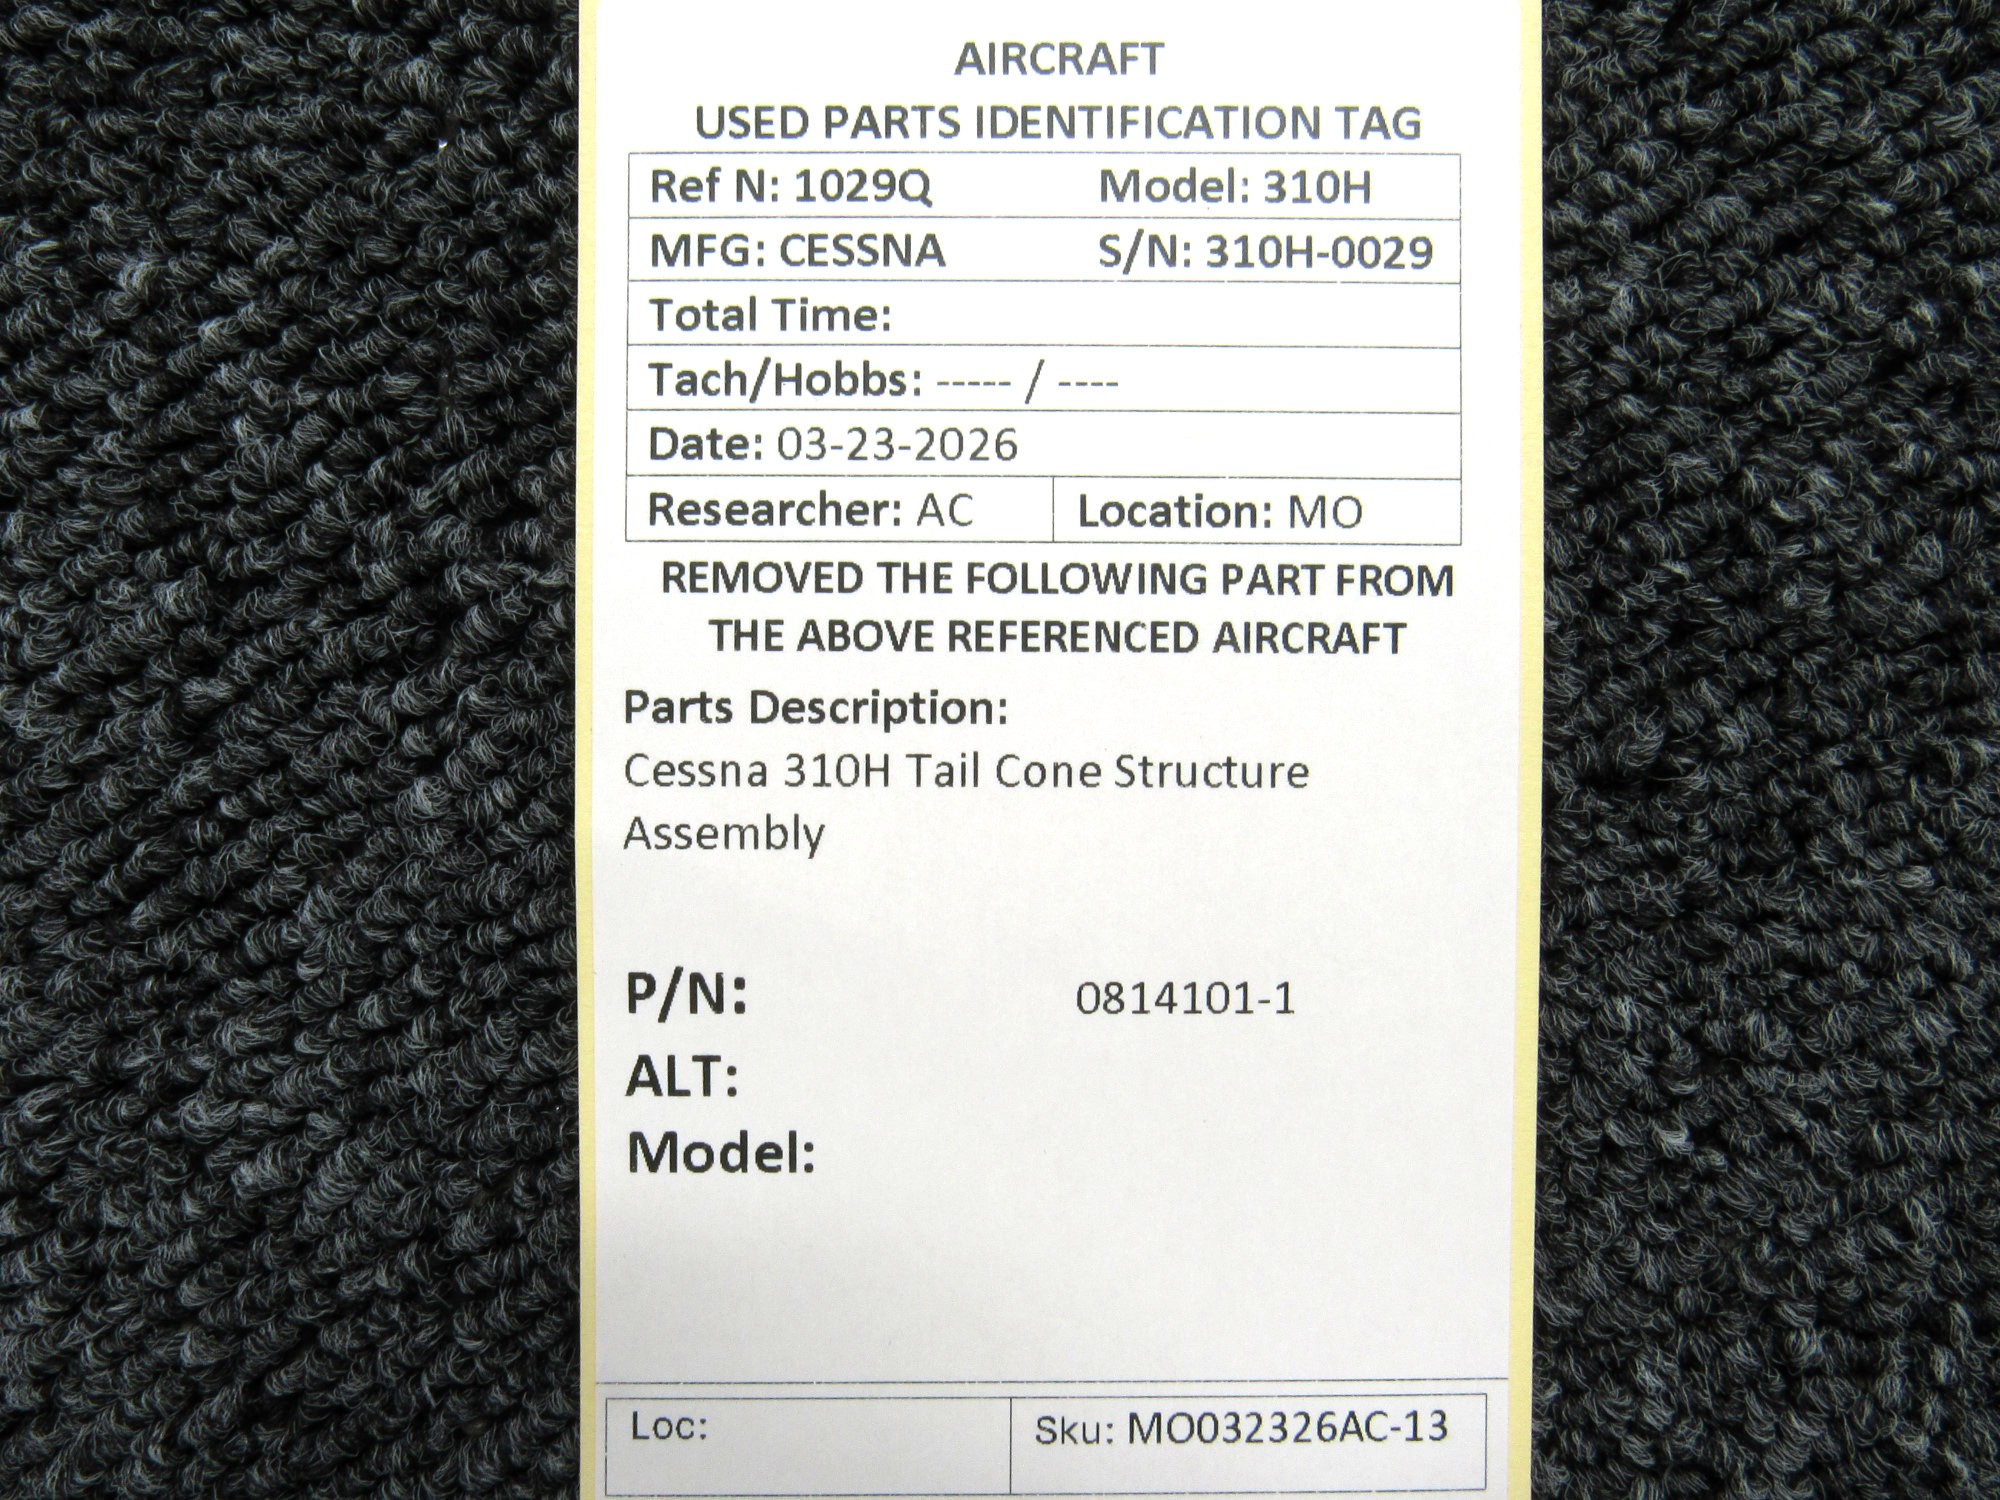 AIRCRAFT
USED PARTS IDENTIFICATION TAG
Ref N: 1029Q Model: 310H
MFG: CESSNA S/N: 310H-0029
Total Time:
Tach/Hobbs: ----- / ----
Date: 03-23-2026
Researcher: AC Location: MO
REMOVED THE FOLLOWING PART FROM
THE ABOVE REFERENCED AIRCRAFT
Parts Description:
Cessna 310H Tail Cone Structure
Assembly
P/N: 0814101-1
ALT:
Model:
Loc: Sku: MO032326AC-13